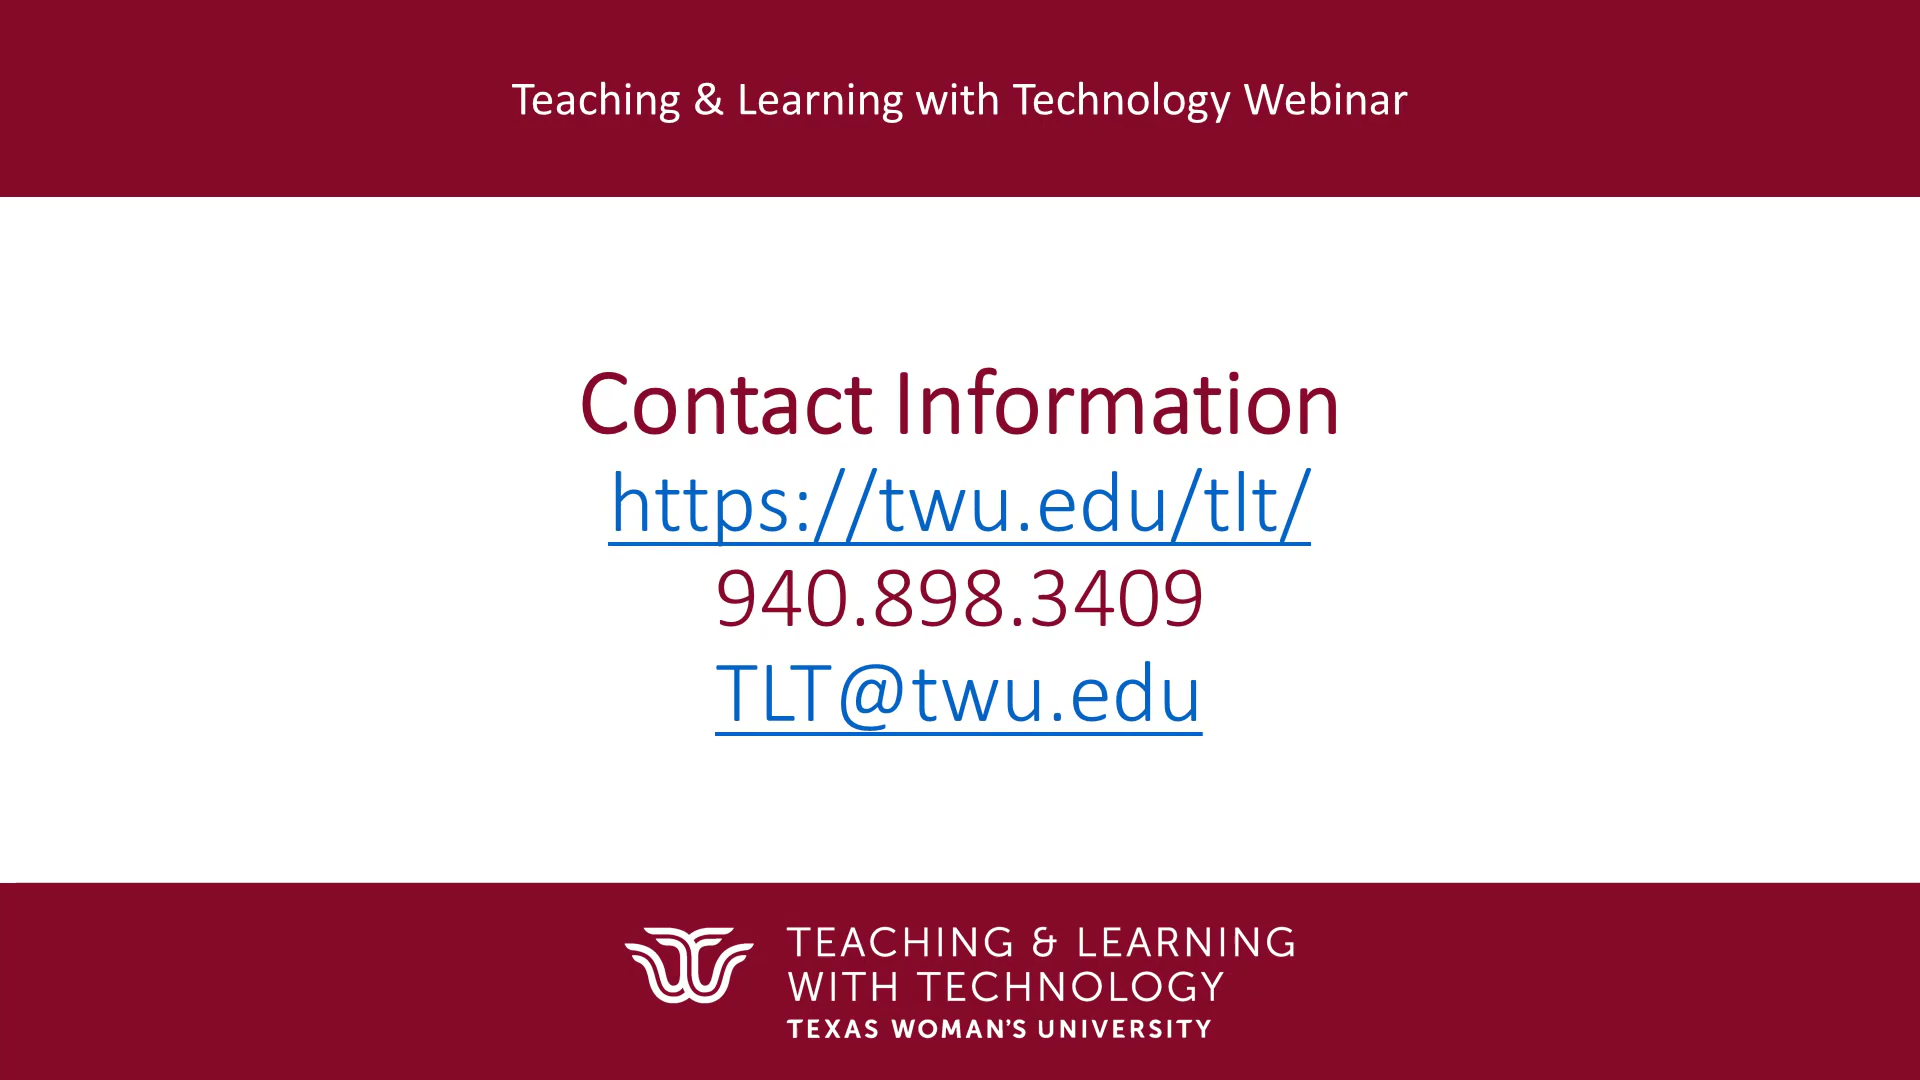 Teaching & Learning with Technology Webinar
Contact Information
https://twu.edu/tlt/
940.898.3409
TLT@twu.edu
TEACHING & LEARNING
WITH TECHNOLOGY
TEXAS WOMAN'S UNIVERSITY